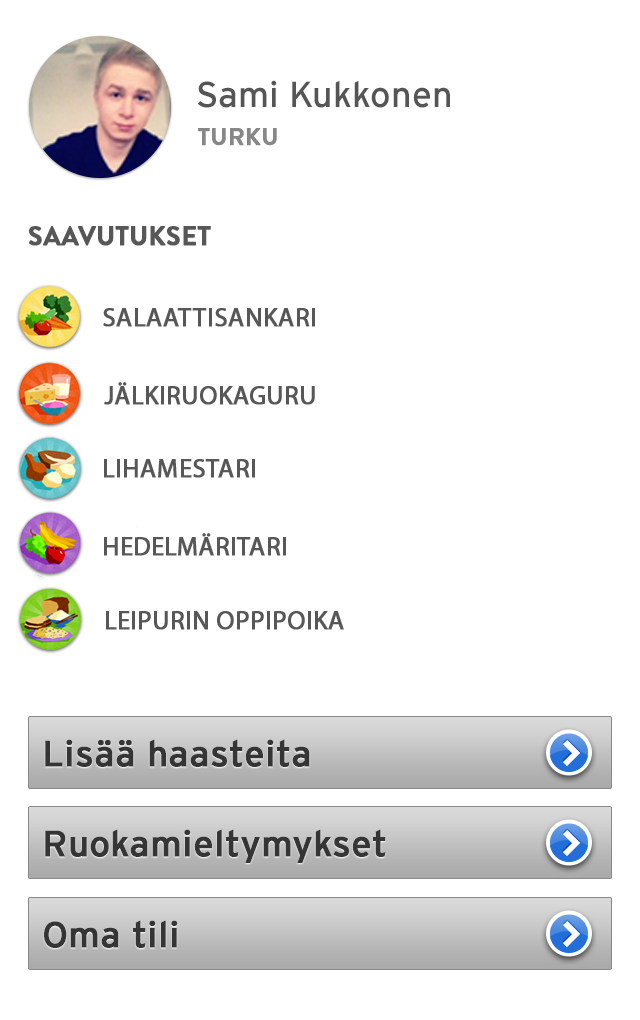 Sami Kukkonen
TURKU
SAAVUTUKSET
SALAATTISANKARI
JÄLKIRUOKAGURU
LIHAMESTARI
HEDELMÄRITARI
LEIPURIN OPPIPOIKA
Lisää haasteita
Ruokamieltymykset
Oma tili